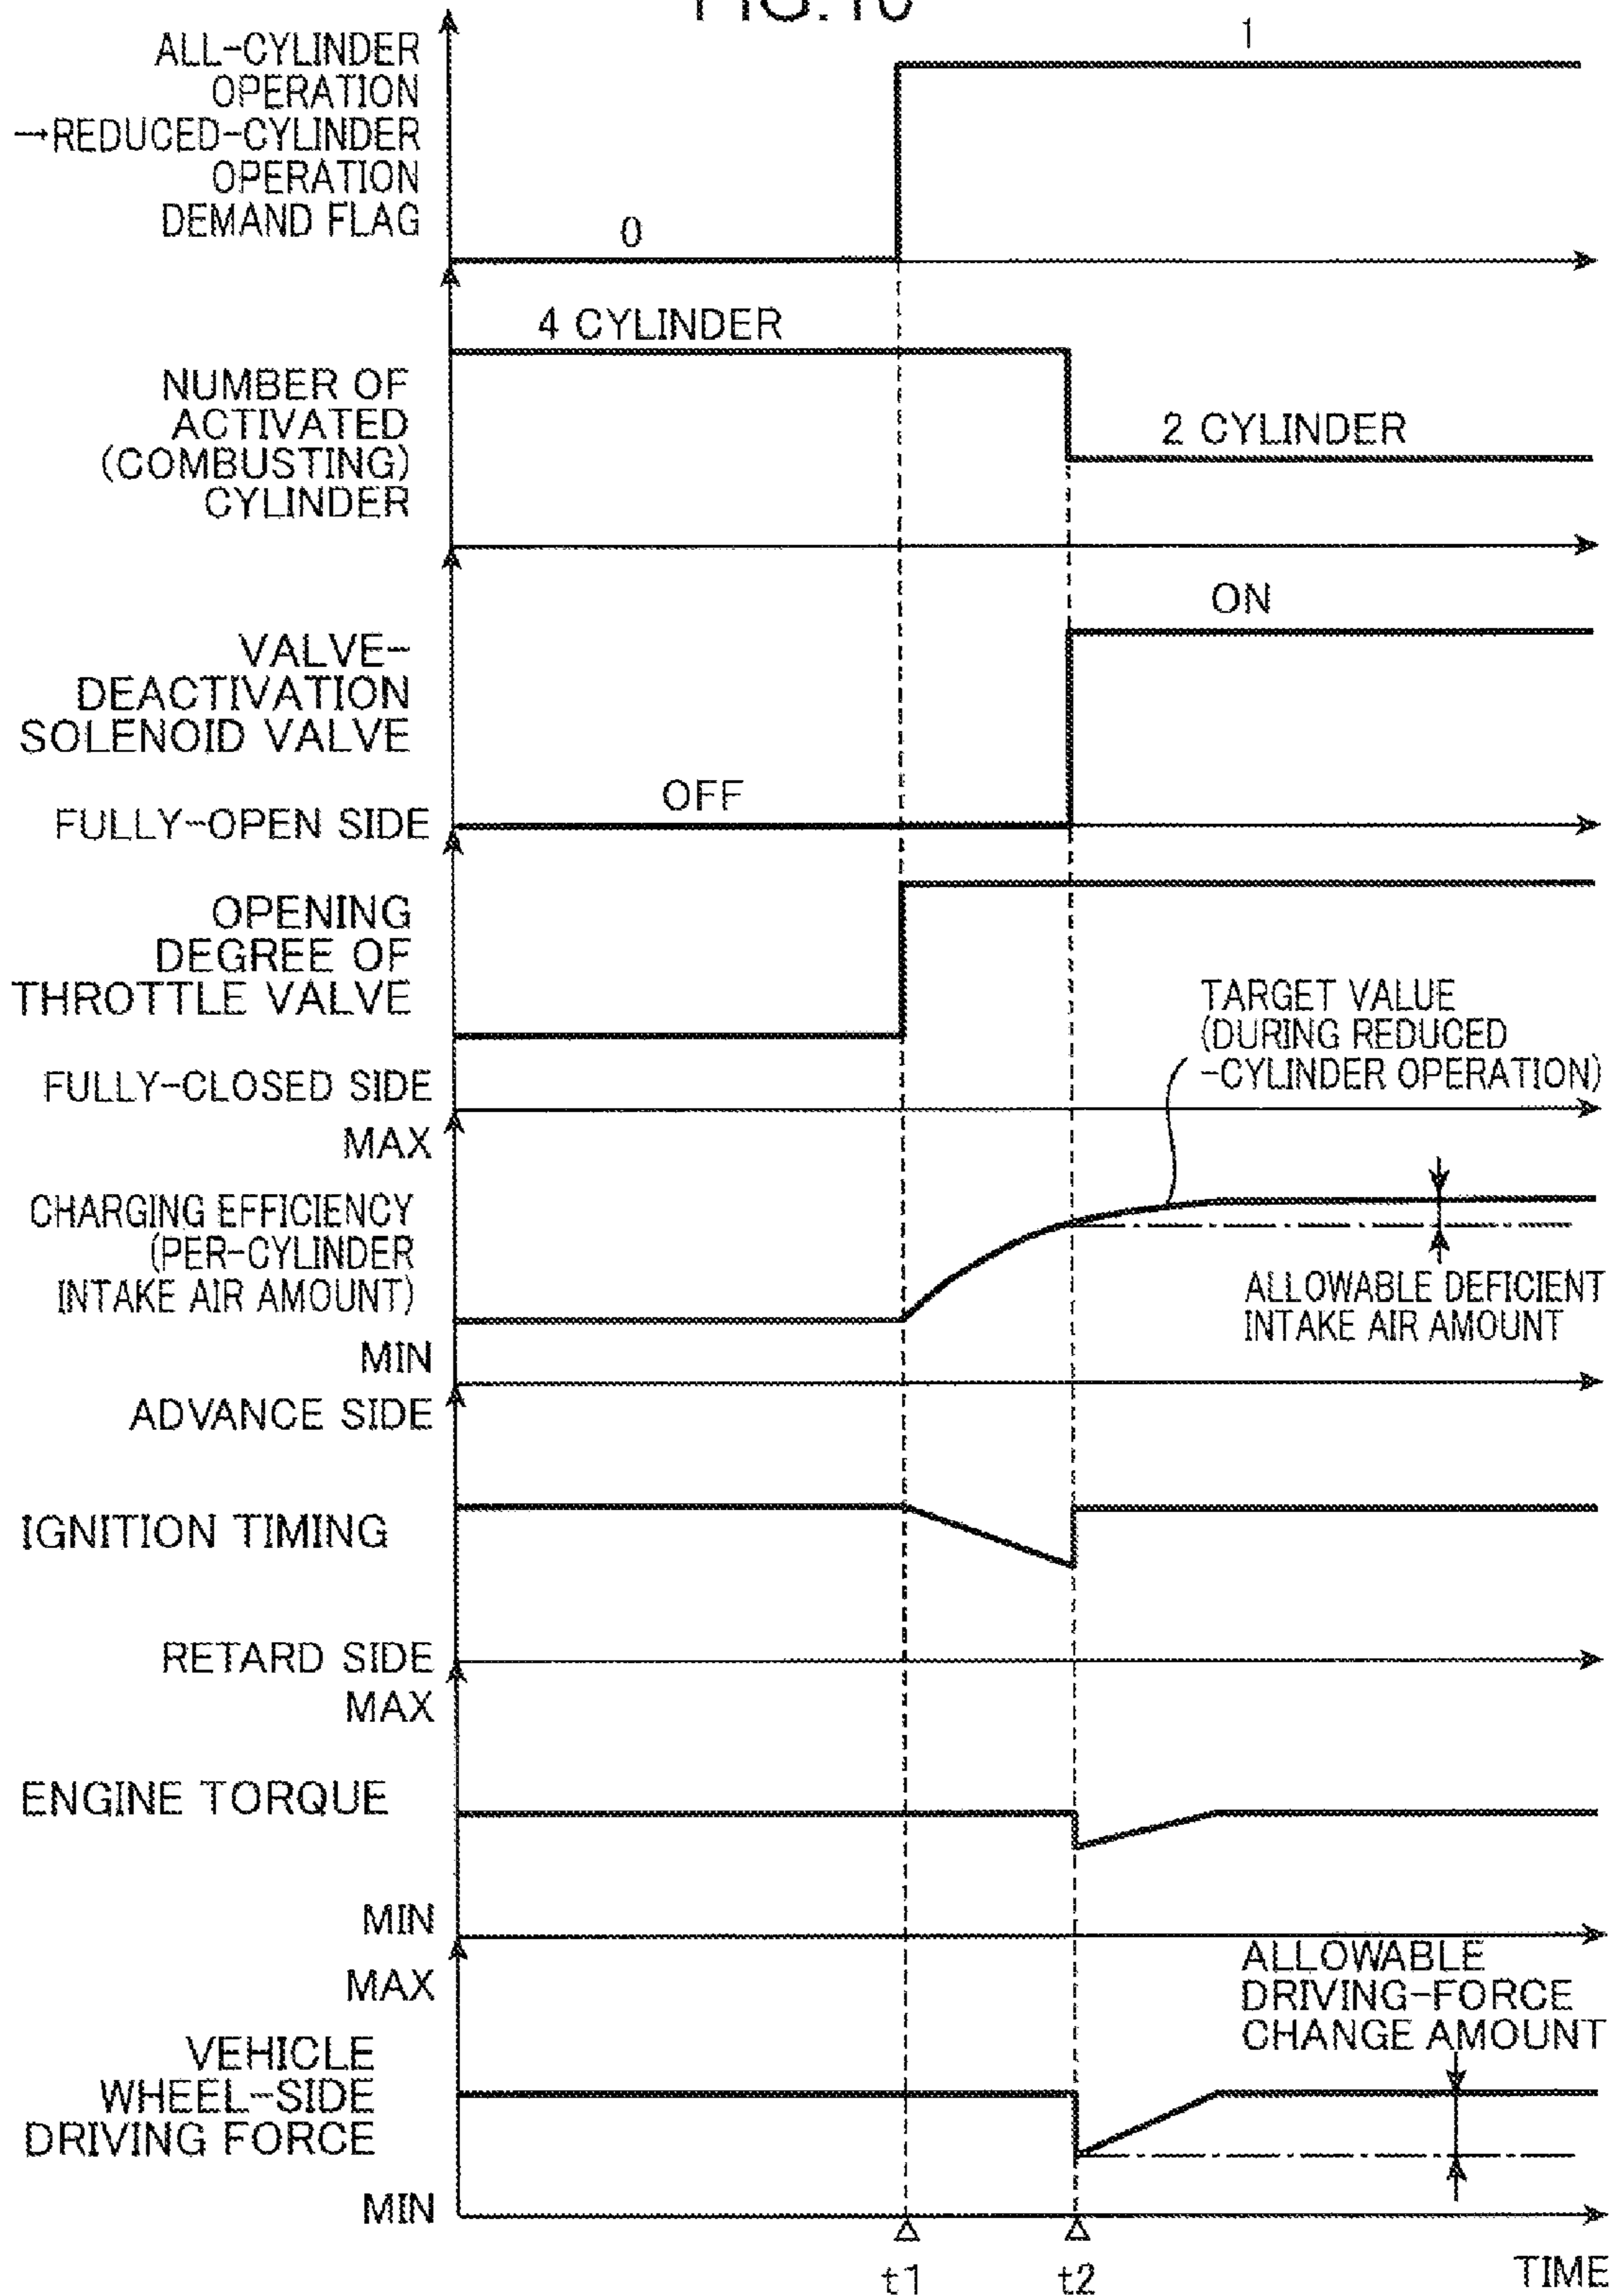 ALL-CYLINDER
OPERATION
→REDUCED-CYLINDER
OPERATION
DEMAND FLAG
0
1
NUMBER OF
ACTIVATED
(COMBUSTING)
CYLINDER
4 CYLINDER
2 CYLINDER
VALVE-
DEACTIVATION
SOLENOID VALVE
OFF
ON
FULLY-OPEN SIDE
OPENING
DEGREE OF
THROTTLE VALVE
FULLY-CLOSED SIDE
TARGET VALUE
(DURING REDUCED
-CYLINDER OPERATION)
MAX
CHARGING EFFICIENCY
(PER-CYLINDER
INTAKE AIR AMOUNT)
MIN
ALLOWABLE DEFICIENT
INTAKE AIR AMOUNT
ADVANCE SIDE
IGNITION TIMING
RETARD SIDE
MAX
ENGINE TORQUE
MIN
MAX
VEHICLE
WHEEL-SIDE
DRIVING FORCE
MIN
ALLOWABLE
DRIVING-FORCE
CHANGE AMOUNT
t1
t2
TIME